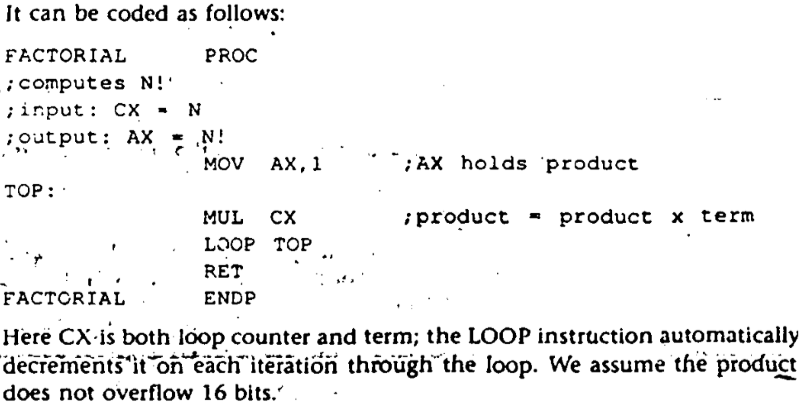 It can be coded as follows:
FACTORIAL PROC
;computes N!
;input: CX = N
;output: AX = N!
MOV AX,1 ;AX holds product
TOP:
MUL CX ;product = product x term
LOOP TOP
RET
FACTORIAL ENDP
Here CX is both loop counter and term; the LOOP instruction automatically
decrements it on each iteration through the loop. We assume the product
does not overflow 16 bits.